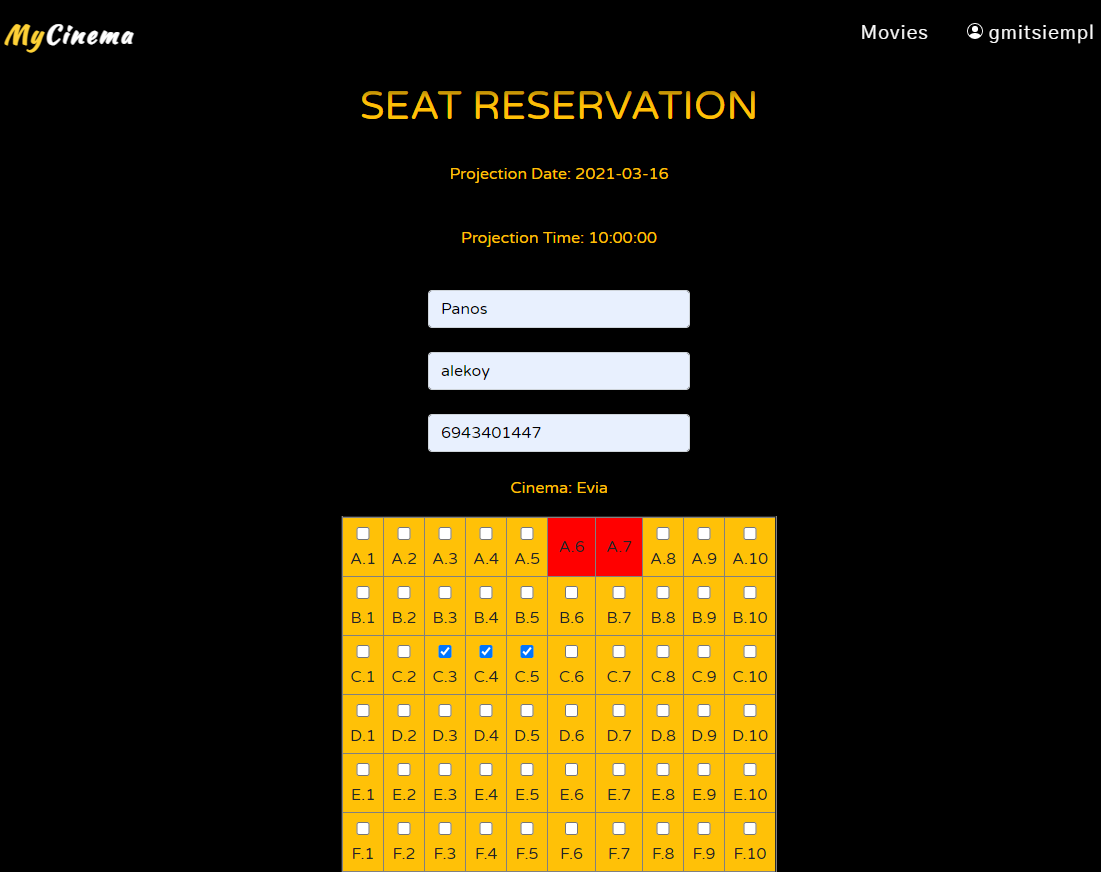 MyCinema Movies gmitsiempl
SEAT RESERVATION
Projection Date: 2021-03-16
Projection Time: 10:00:00
Panos
alekoy
6943401447
Cinema: Evia
A.1 A.2 A.3 A.4 A.5 A.6 A.7 A.8 A.9 A.10
B.1 B.2 B.3 B.4 B.5 B.6 B.7 B.8 B.9 B.10
C.1 C.2 C.3 C.4 C.5 C.6 C.7 C.8 C.9 C.10
D.1 D.2 D.3 D.4 D.5 D.6 D.7 D.8 D.9 D.10
E.1 E.2 E.3 E.4 E.5 E.6 E.7 E.8 E.9 E.10
F.1 F.2 F.3 F.4 F.5 F.6 F.7 F.8 F.9 F.10